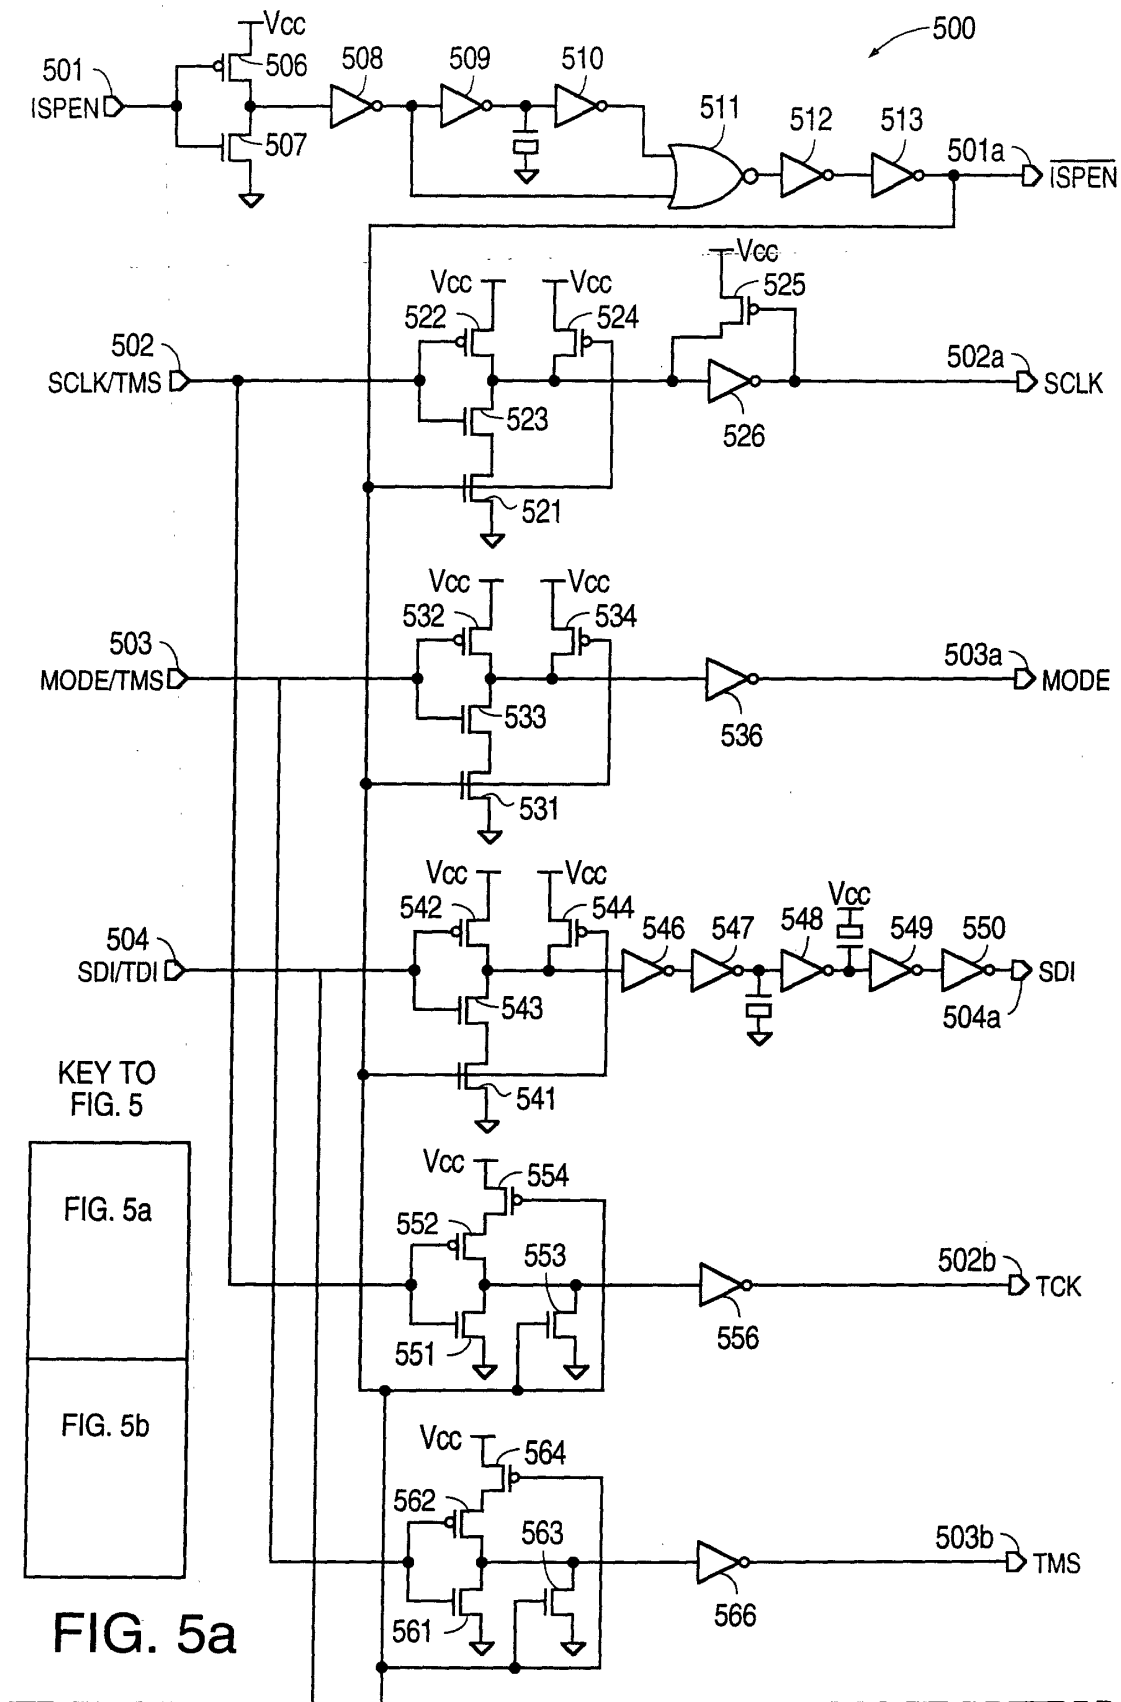 Vcc
500
501
ISPEN
506
507
508
509
510
511
512
513
501a
ISPEN
Vcc
522
Vcc
524
Vcc
525
502
SCLK/TMS
523
521
526
502a
SCLK
Vcc
532
Vcc
534
503
MODE/TMS
533
531
536
503a
MODE
Vcc
542
Vcc
544
504
SDI/TDI
543
541
546
547
548
Vcc
549
550
SDI
504a
KEY TO
FIG. 5
FIG. 5a
FIG. 5b
Vcc
554
552
553
551
556
502b
TCK
Vcc
564
562
563
561
566
503b
TMS
FIG. 5a